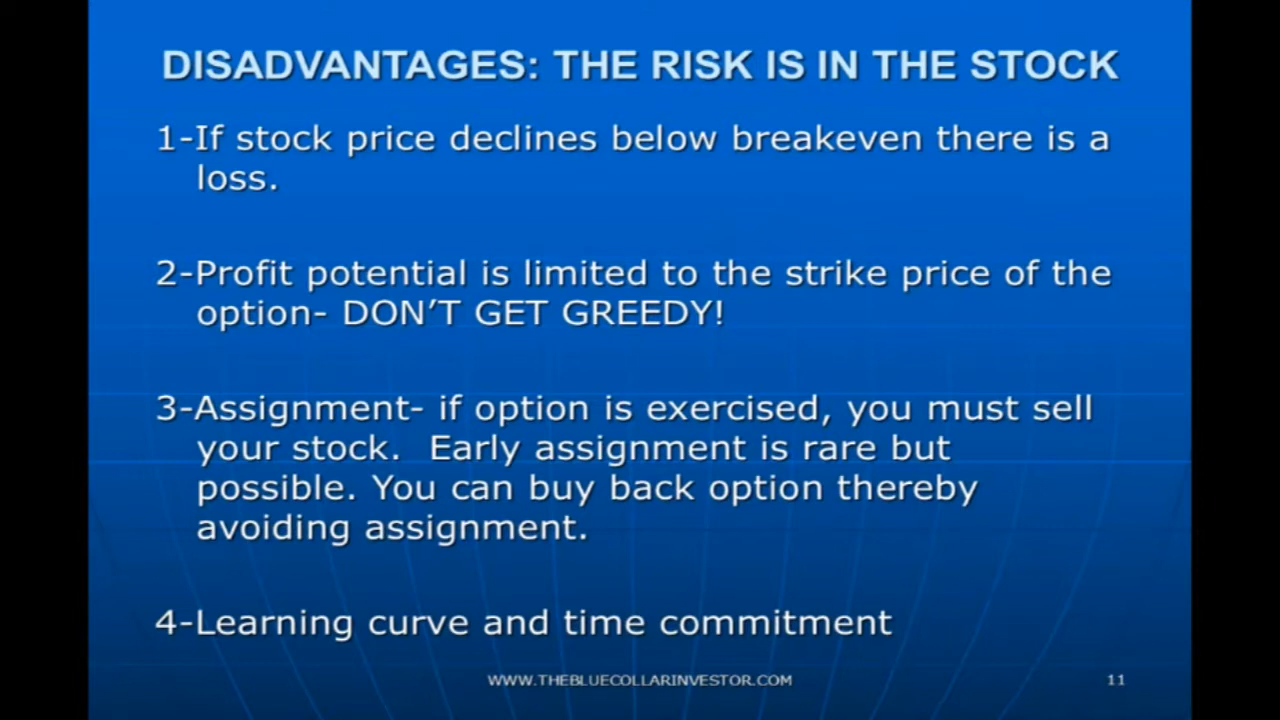 DISADVANTAGES: THE RISK IS IN THE STOCK
1-If stock price declines below breakeven there is a
loss.
2-Profit potential is limited to the strike price of the
option- DON’T GET GREEDY!
3-Assignment- if option is exercised, you must sell
your stock.  Early assignment is rare but
possible. You can buy back option thereby
avoiding assignment.
4-Learning curve and time commitment
WWW.THEBLUECOLLARINVESTOR.COM
11